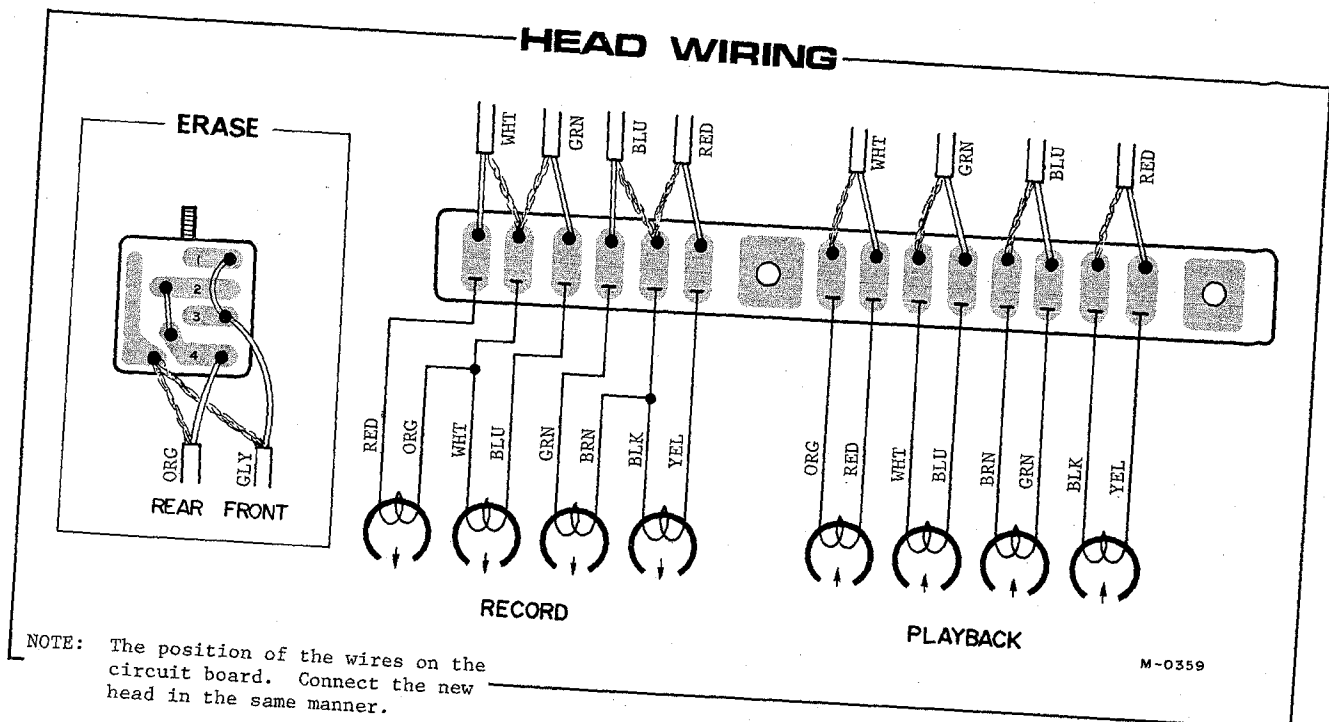 HEAD WIRING
ERASE
WHT
GRN
BLU
RED
WHT
GRN
BLU
RED
1
2
3
4
RED
ORG
WHT
BLU
GRN
BRN
BLK
YEL
ORG
RED
WHT
BLU
BRN
GRN
BLK
YEL
ORG
GLY
REAR FRONT
RECORD
PLAYBACK
M-0359
NOTE: The position of the wires on the
circuit board. Connect the new
head in the same manner.